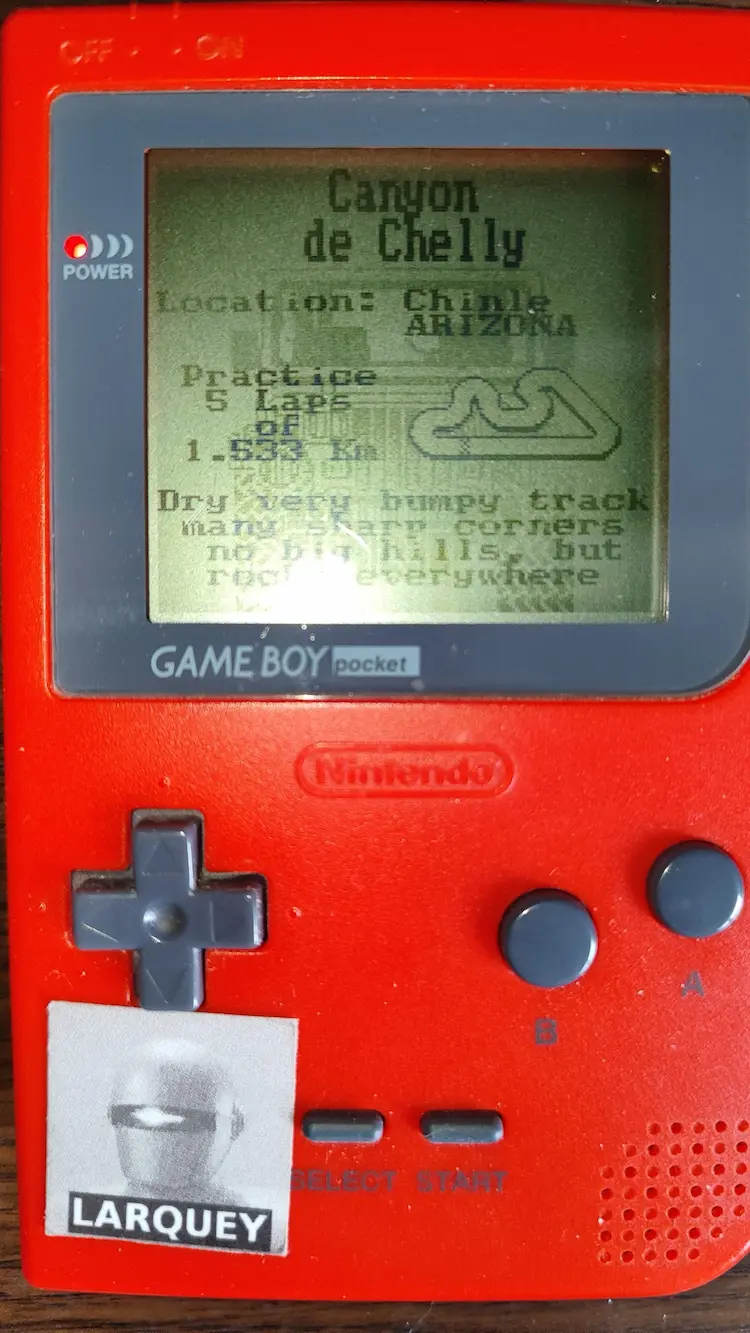 OFF ON
Canyon
de Chelly
POWER
Location: Chinle
ARIZONA
Practice
5 Laps
of
1.533 Km
Dry very bumpy track
many sharp corners
no big hills, but
everywhere
GAME BOY pocket
Nintendo
A
B
SELECT START
LARQUEY